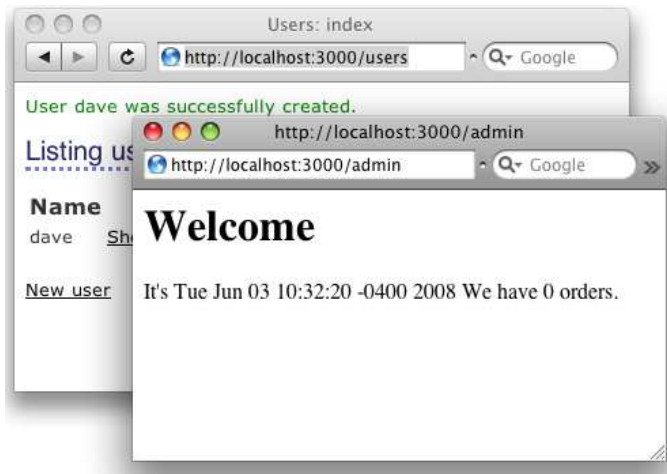 Users: index
http://localhost:3000/users
Google
User dave was successfully created.
Listing us
Name
dave Sh
New user
http://localhost:3000/admin
http://localhost:3000/admin
Google
Welcome
It's Tue Jun 03 10:32:20 -0400 2008 We have 0 orders.